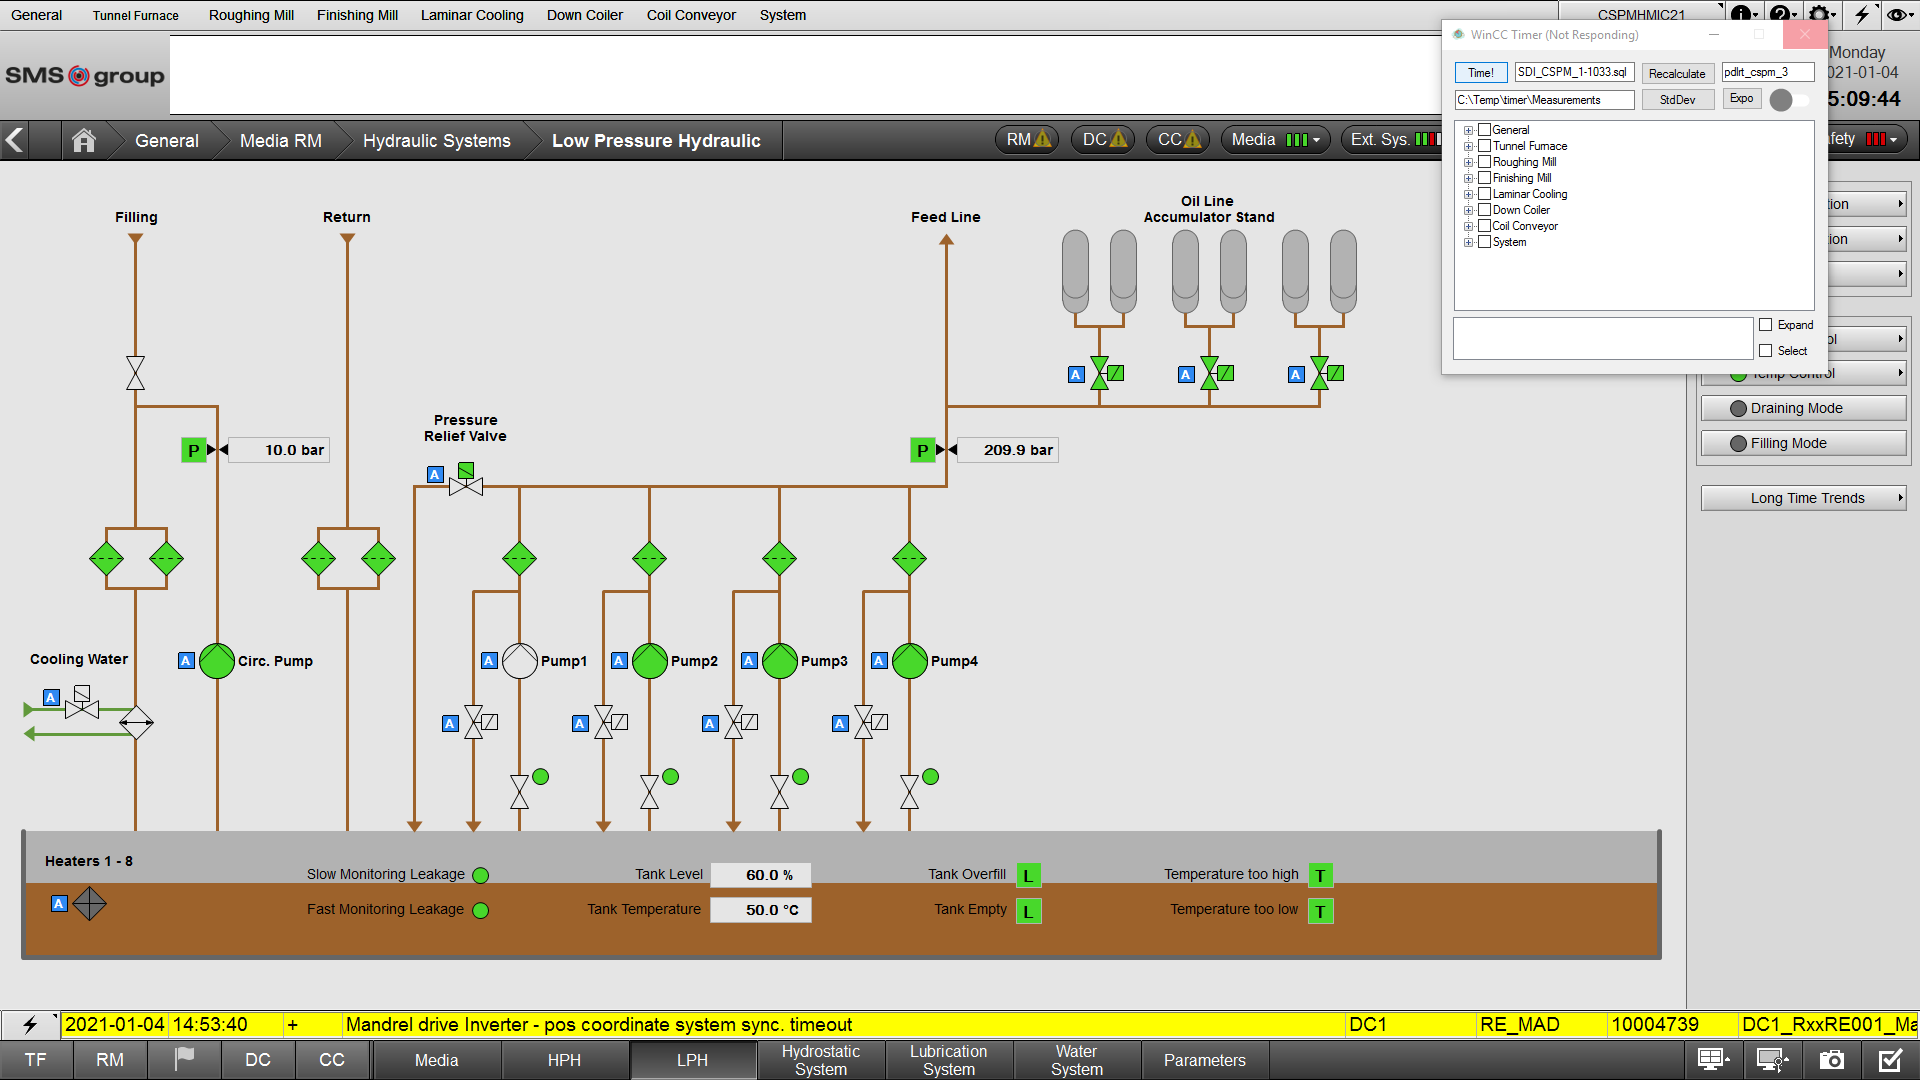 General Tunnel Furnace Roughing Mill Finishing Mill Laminar Cooling Down Coiler Coil Conveyor System CSPMHMIC21
SMS group
Monday
021-01-04
5:09:44
WinCC Timer (Not Responding)
Time! SDI_CSPM_1-1033.sql Recalculate pdlrt_cspm_3
C:\Temp\timer\Measurements StdDev Expo
General
Tunnel Furnace
Roughing Mill
Finishing Mill
Laminar Cooling
Down Coiler
Coil Conveyor
System
Expand
Select
General Media RM Hydraulic Systems Low Pressure Hydraulic RM DC CC Media Ext. Sys. fety
tion
tion
ol
Temp Control
Draining Mode
Filling Mode
Long Time Trends
Filling Return Feed Line
Oil Line
Accumulator Stand
A A A
Pressure
Relief Valve
P 10.0 bar P 209.9 bar
A
Cooling Water
A Circ. Pump A Pump1 A Pump2 A Pump3 A Pump4
A
A A A A
Heaters 1 - 8
Slow Monitoring Leakage Tank Level 60.0 % Tank Overfill L Temperature too high T
A Fast Monitoring Leakage Tank Temperature 50.0 °C Tank Empty L Temperature too low T
2021-01-04 14:53:40 + Mandrel drive Inverter - pos coordinate system sync. timeout DC1 RE_MAD 10004739 DC1_RxxRE001_Ma
TF RM DC CC Media HPH LPH Hydrostatic System Lubrication System Water System Parameters